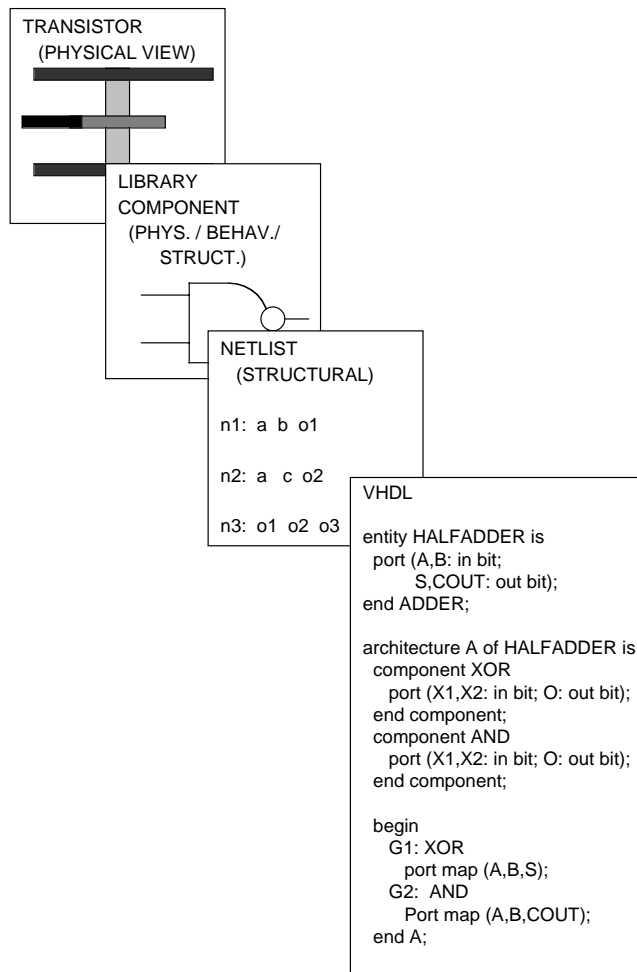 TRANSISTOR
(PHYSICAL VIEW)
LIBRARY
COMPONENT
(PHYS. / BEHAV./
STRUCT.)
NETLIST
(STRUCTURAL)
n1: a b o1
n2: a c o2
n3: o1 o2 o3
VHDL
entity HALFADDER is
port (A,B: in bit;
S,COUT: out bit);
end ADDER;
architecture A of HALFADDER is
component XOR
port (X1,X2: in bit; O: out bit);
end component;
component AND
port (X1,X2: in bit; O: out bit);
end component;
begin
G1: XOR
port map (A,B,S);
G2: AND
Port map (A,B,COUT);
end A;